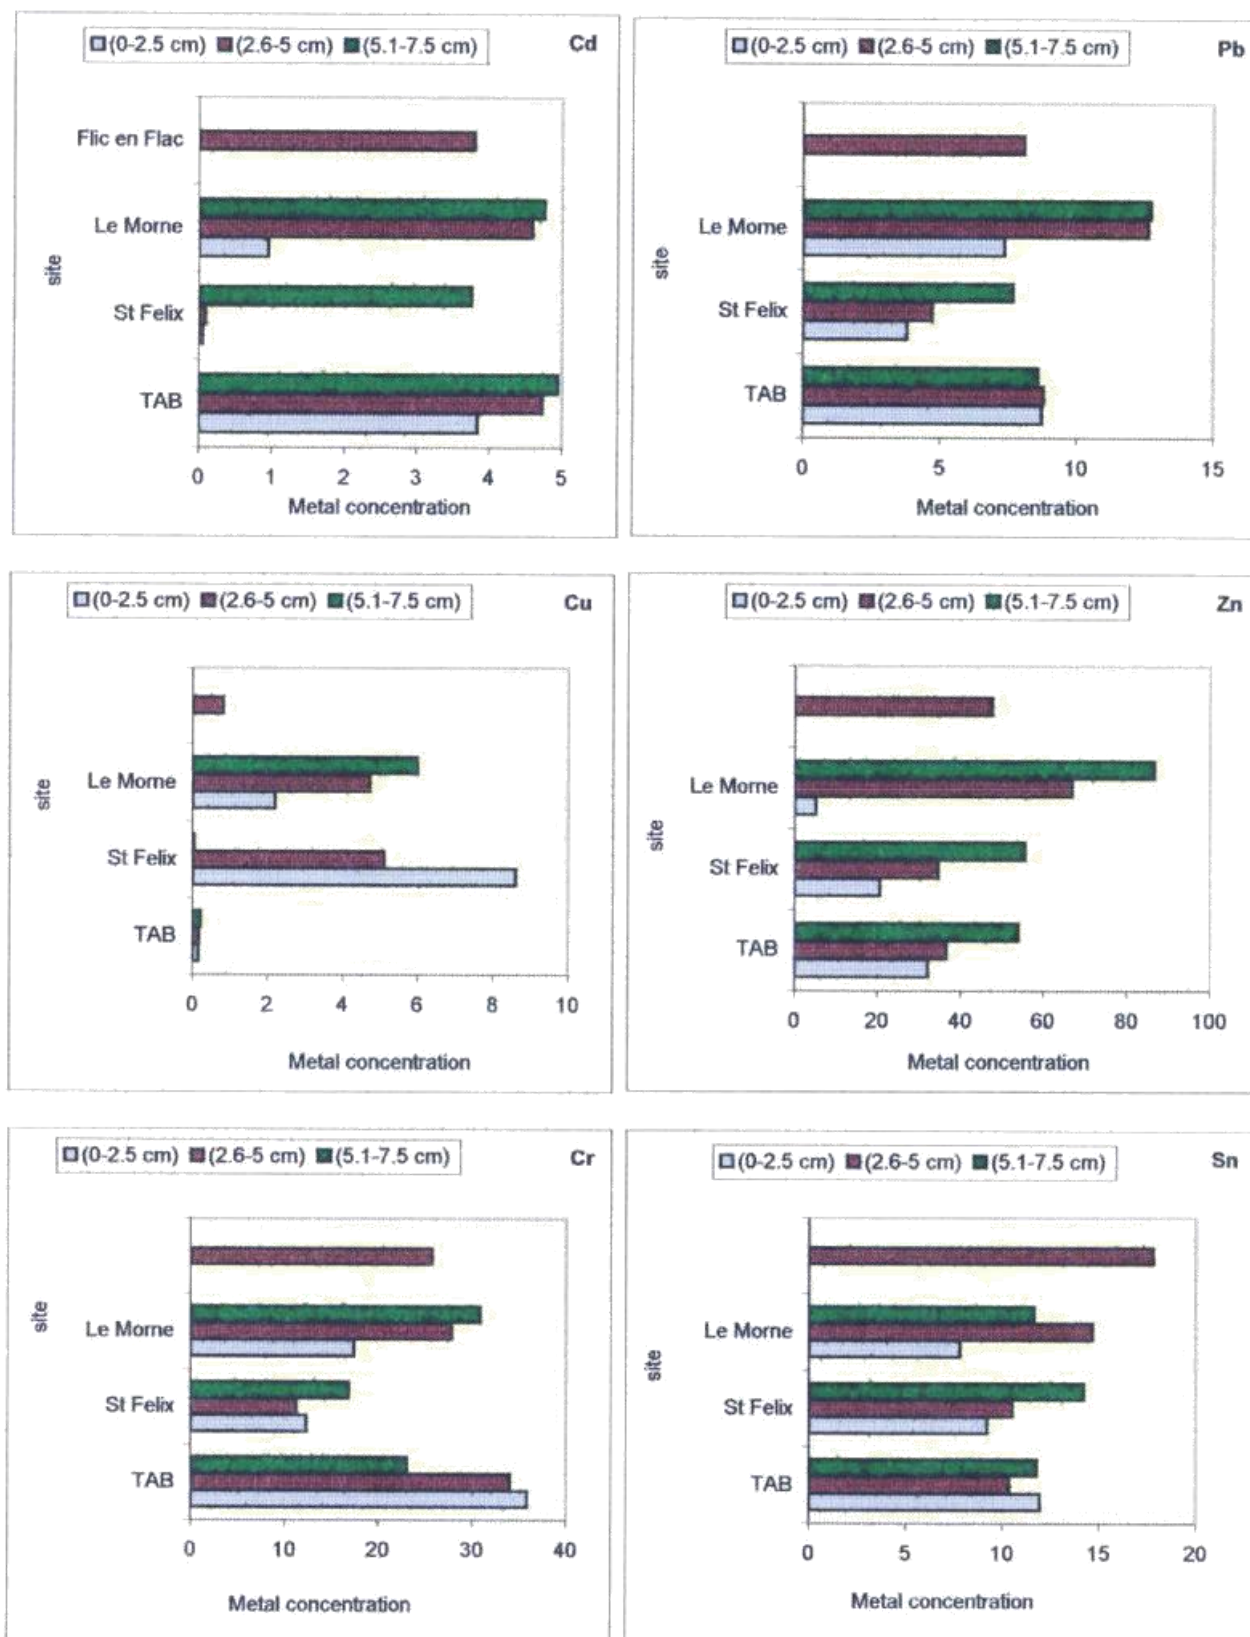 (0-2.5 cm) (2.6-5 cm) (5.1-7.5 cm) Cd
Flic en Flac
Le Morne
St Felix
TAB
site
0 1 2 3 4 5
Metal concentration
(0-2.5 cm) (2.6-5 cm) (5.1-7.5 cm) Pb
Le Morne
St Felix
TAB
site
0 5 10 15
Metal concentration
(0-2.5 cm) (2.6-5 cm) (5.1-7.5 cm) Cu
Le Morne
St Felix
TAB
site
0 2 4 6 8 10
Metal concentration
(0-2.5 cm) (2.6-5 cm) (5.1-7.5 cm) Zn
Le Morne
St Felix
TAB
site
0 20 40 60 80 100
Metal concentration
(0-2.5 cm) (2.6-5 cm) (5.1-7.5 cm) Cr
Le Morne
St Felix
TAB
site
0 10 20 30 40
Metal concentration
(0-2.5 cm) (2.6-5 cm) (5.1-7.5 cm) Sn
Le Morne
St Felix
TAB
site
0 5 10 15 20
Metal concentration